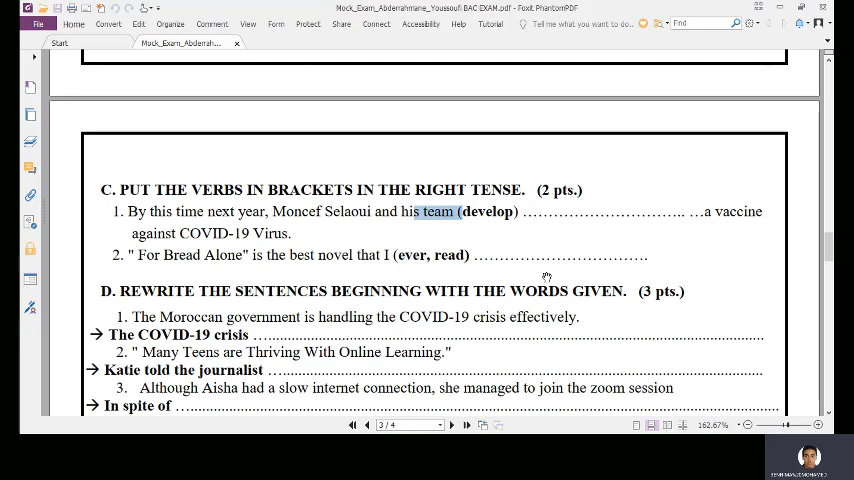 Mock_Exam_Abderrahmane_Youssoufi BAC EXAM.pdf - Foxit PhantomPDF
File Home Convert Edit Organize Comment View Form Protect Share Connect Accessibility Help Tutorial Tell me what you want to do... Find
Start Mock_Exam_Abderrah... ×
C. PUT THE VERBS IN BRACKETS IN THE RIGHT TENSE. (2 pts.)
1. By this time next year, Moncef Selaoui and his team (develop) ………………………….. …a vaccine
against COVID-19 Virus.
2. " For Bread Alone" is the best novel that I (ever, read) ………………………….
D. REWRITE THE SENTENCES BEGINNING WITH THE WORDS GIVEN. (3 pts.)
1. The Moroccan government is handling the COVID-19 crisis effectively.
→ The COVID-19 crisis …...........................................................................
2. " Many Teens are Thriving With Online Learning."
→ Katie told the journalist ….......................................................................
3. Although Aisha had a slow internet connection, she managed to join the zoom session
→ In spite of ….............................................................................................
3 / 4 162.67%